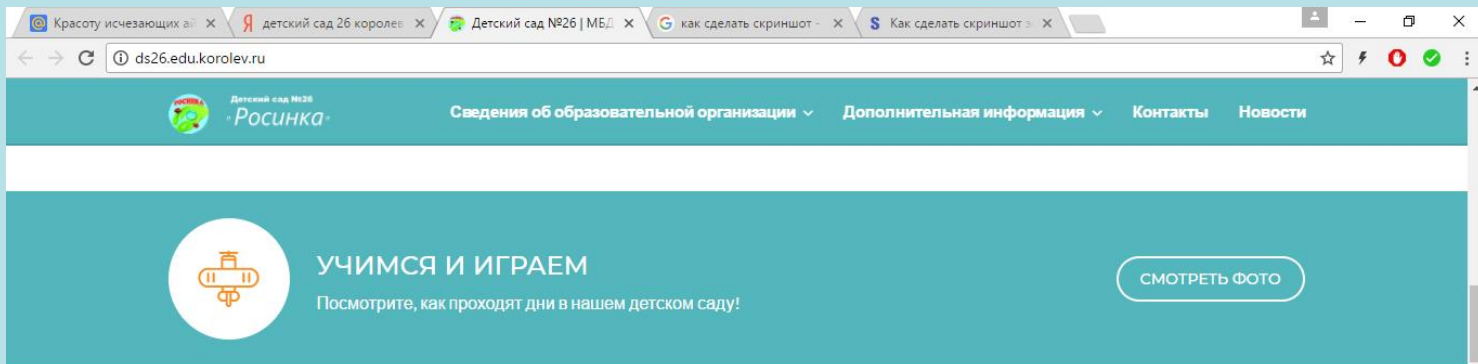 Красоту исчезающих ай
детский сад 26 королев
Детский сад №26 | МБД
как сделать скриншот -
Как сделать скриншот э
ds26.edu.korolev.ru
РОСИНКА
Детский сад №26
"Росинка"
Сведения об образовательной организации
Дополнительная информация
Контакты
Новости
УЧИМСЯ И ИГРАЕМ
Посмотрите, как проходят дни в нашем детском саду!
СМОТРЕТЬ ФОТО